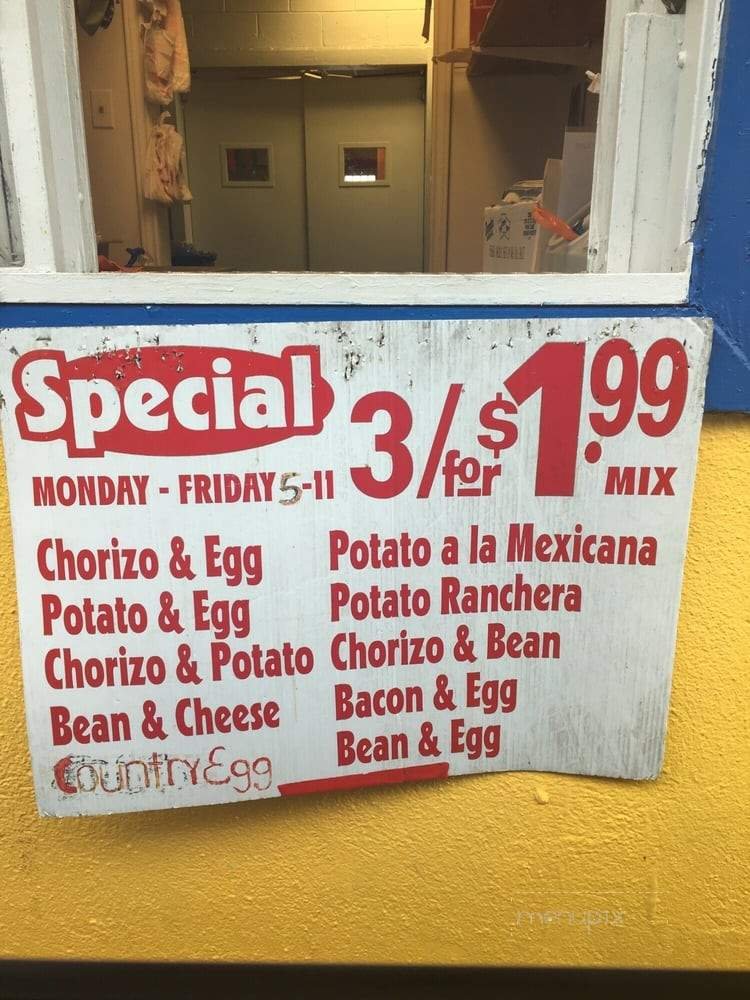 Special
3/for $1.99
MONDAY - FRIDAY 5-11
MIX
Chorizo & Egg
Potato & Egg
Chorizo & Potato
Bean & Cheese
Country Egg
Potato a la Mexicana
Potato Ranchera
Chorizo & Bean
Bacon & Egg
Bean & Egg
menupix